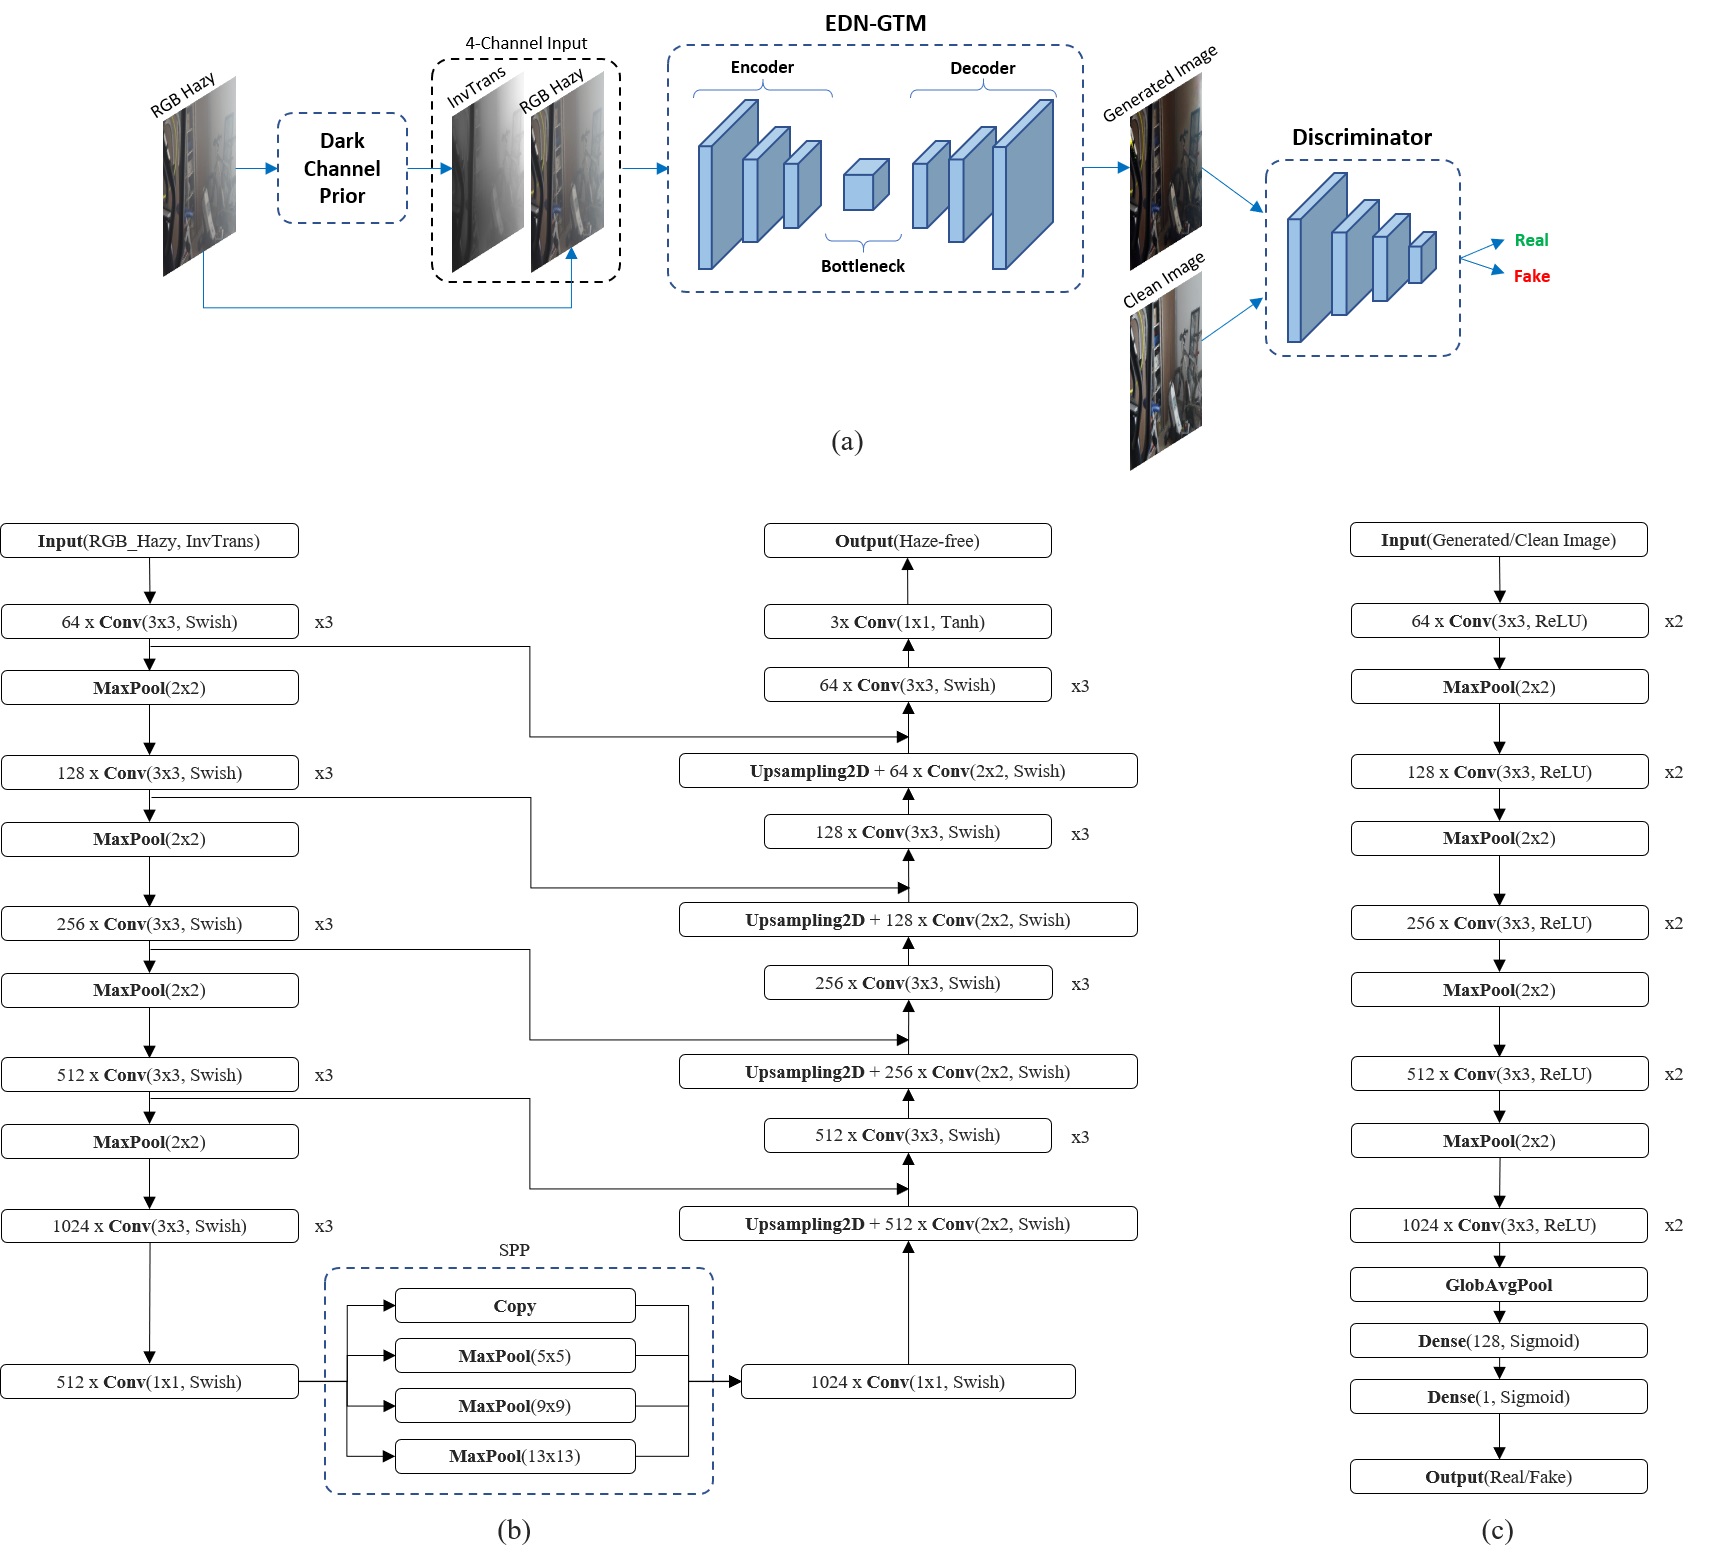 EDN-GTM
4-Channel Input
RGB Hazy
InvTrans
RGB Hazy
Dark
Channel
Prior
Encoder
Decoder
Bottleneck
Generated Image
Clean Image
Discriminator
Real
Fake
(a)
Input(RGB_Hazy, InvTrans)
64 x Conv(3x3, Swish) x3
MaxPool(2x2)
128 x Conv(3x3, Swish) x3
MaxPool(2x2)
256 x Conv(3x3, Swish) x3
MaxPool(2x2)
512 x Conv(3x3, Swish) x3
MaxPool(2x2)
1024 x Conv(3x3, Swish) x3
512 x Conv(1x1, Swish)
SPP
Copy
MaxPool(5x5)
MaxPool(9x9)
MaxPool(13x13)
1024 x Conv(1x1, Swish)
Output(Haze-free)
3x Conv(1x1, Tanh)
64 x Conv(3x3, Swish) x3
Upsampling2D + 64 x Conv(2x2, Swish)
128 x Conv(3x3, Swish) x3
Upsampling2D + 128 x Conv(2x2, Swish)
256 x Conv(3x3, Swish) x3
Upsampling2D + 256 x Conv(2x2, Swish)
512 x Conv(3x3, Swish) x3
Upsampling2D + 512 x Conv(2x2, Swish)
(b)
Input(Generated/Clean Image)
64 x Conv(3x3, ReLU) x2
MaxPool(2x2)
128 x Conv(3x3, ReLU) x2
MaxPool(2x2)
256 x Conv(3x3, ReLU) x2
MaxPool(2x2)
512 x Conv(3x3, ReLU) x2
MaxPool(2x2)
1024 x Conv(3x3, ReLU) x2
GlobAvgPool
Dense(128, Sigmoid)
Dense(1, Sigmoid)
Output(Real/Fake)
(c)